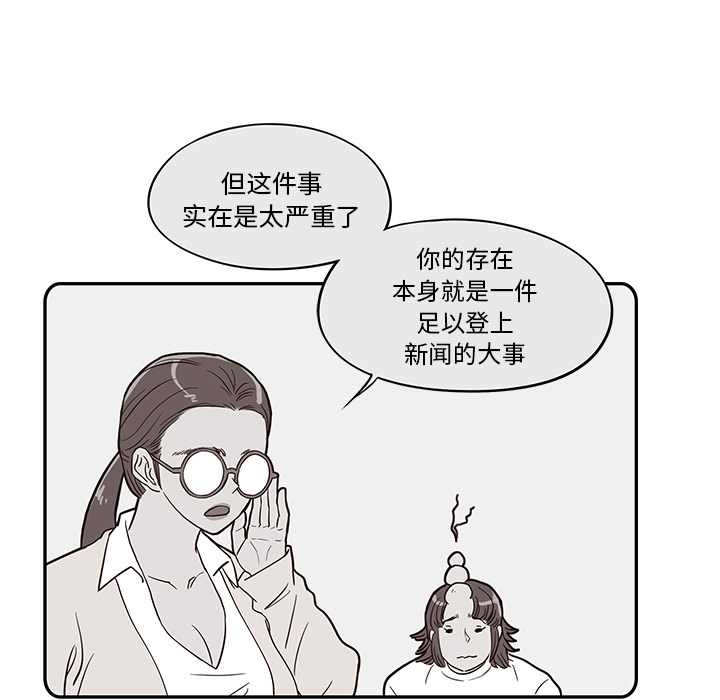 但这件事
实在是太严重了
你的存在
本身就是一件
足以登上
新闻的大事